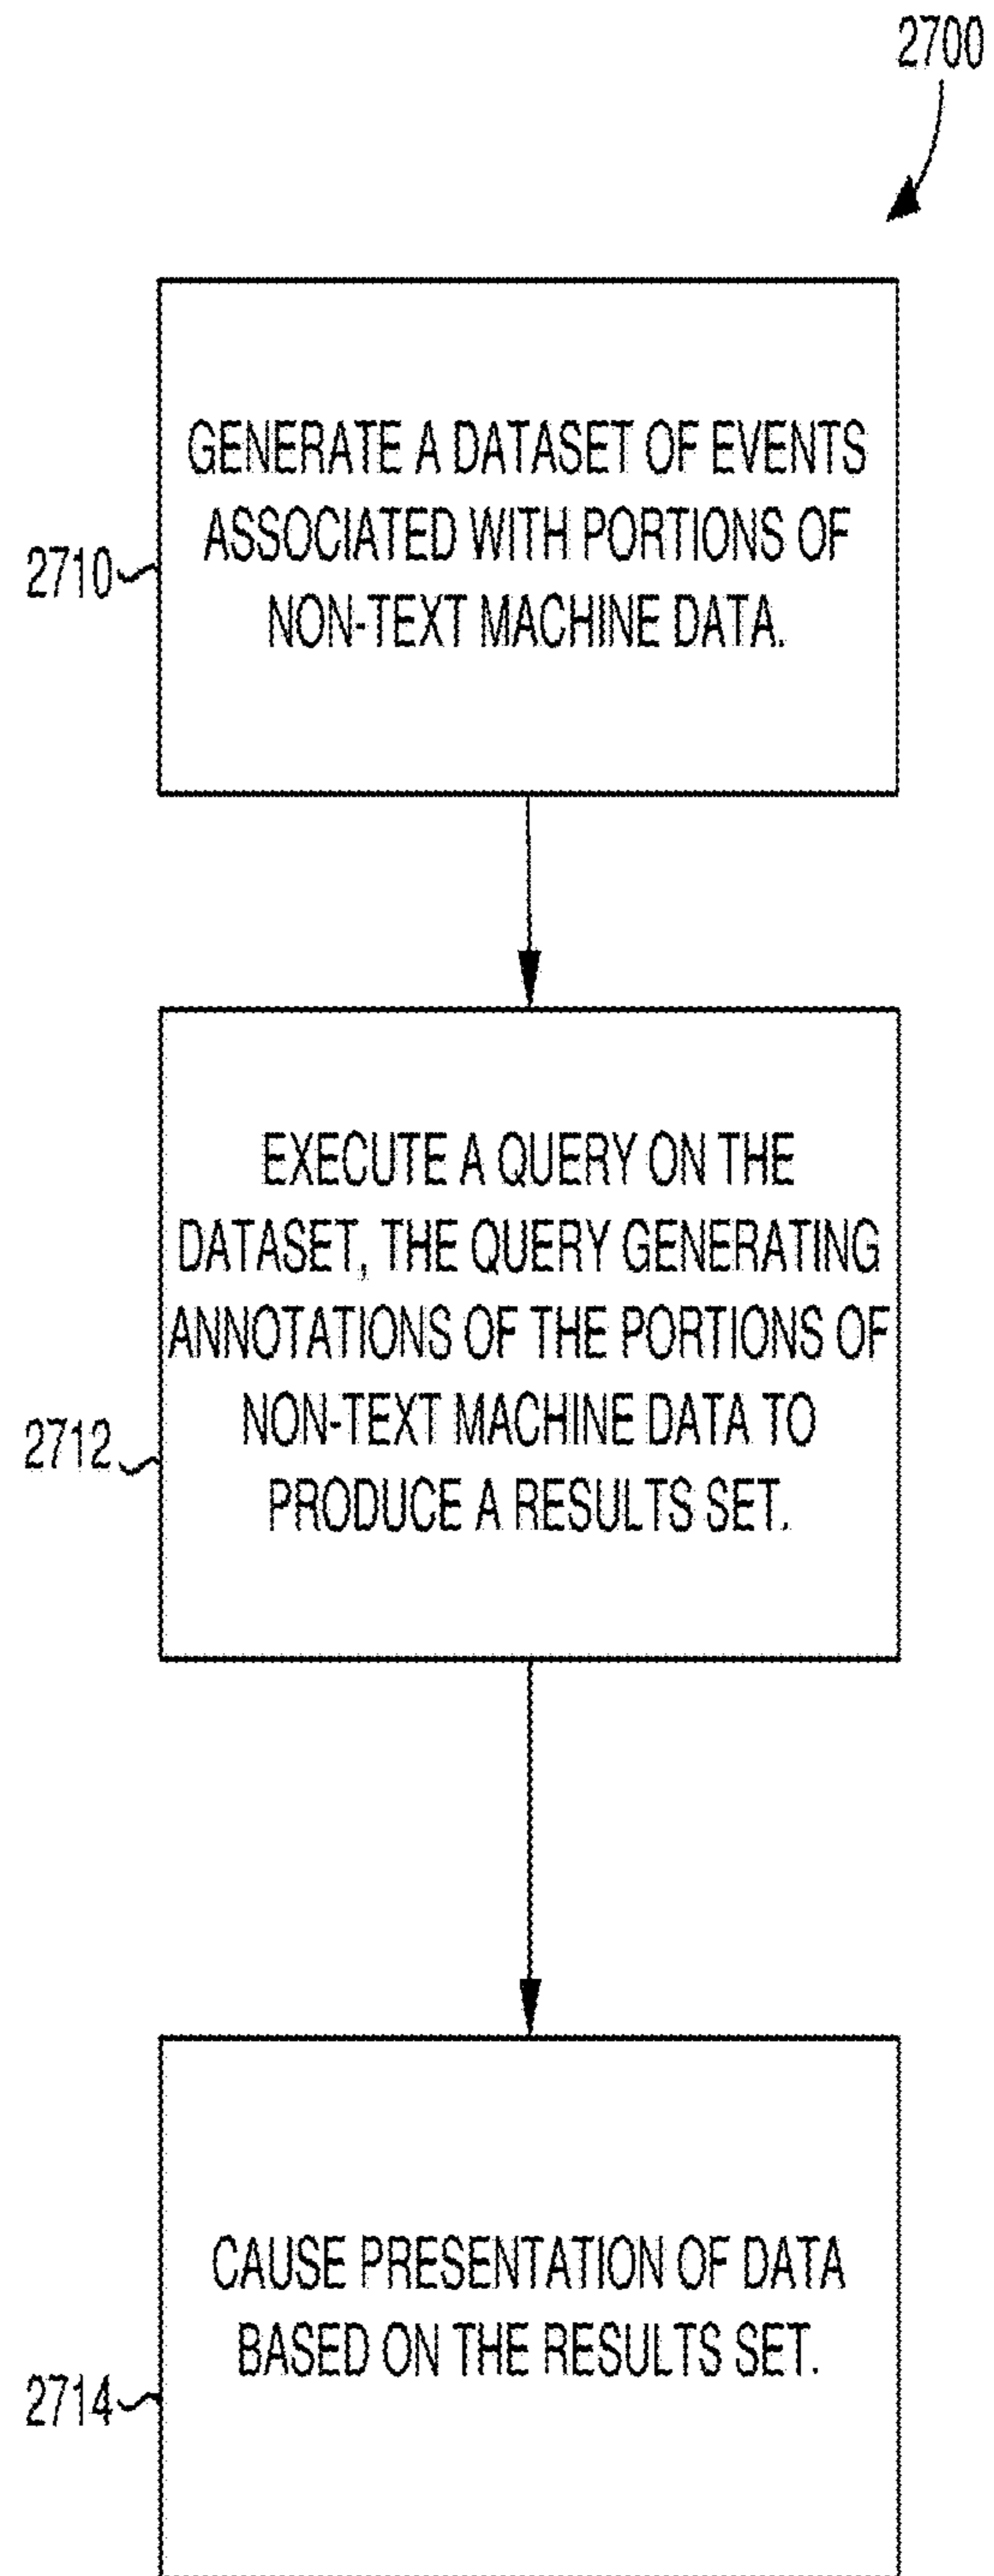 2700
GENERATE A DATASET OF EVENTS
ASSOCIATED WITH PORTIONS OF
NON-TEXT MACHINE DATA.
2710
EXECUTE A QUERY ON THE
DATASET, THE QUERY GENERATING
ANNOTATIONS OF THE PORTIONS OF
NON-TEXT MACHINE DATA TO
PRODUCE A RESULTS SET.
2712
CAUSE PRESENTATION OF DATA
BASED ON THE RESULTS SET.
2714